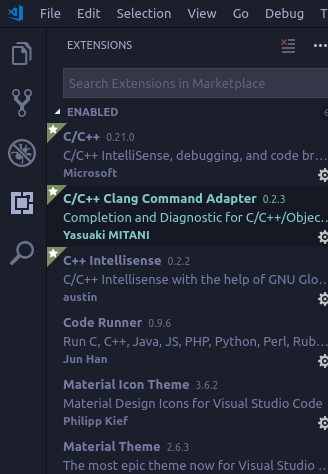 File Edit Selection View Go Debug T
EXTENSIONS
Search Extensions in Marketplace
ENABLED 6
C/C++ 0.21.0
C/C++ IntelliSense, debugging, and code br...
Microsoft
C/C++ Clang Command Adapter 0.2.3
Completion and Diagnostic for C/C++/Objec...
Yasuaki MITANI
C++ Intellisense 0.2.2
C/C++ Intellisense with the help of GNU Glo...
austin
Code Runner 0.9.6
Run C, C++, Java, JS, PHP, Python, Perl, Rub...
Jun Han
Material Icon Theme 3.6.2
Material Design Icons for Visual Studio Code
Philipp Kief
Material Theme 2.6.3
The most epic theme now for Visual Studio ...